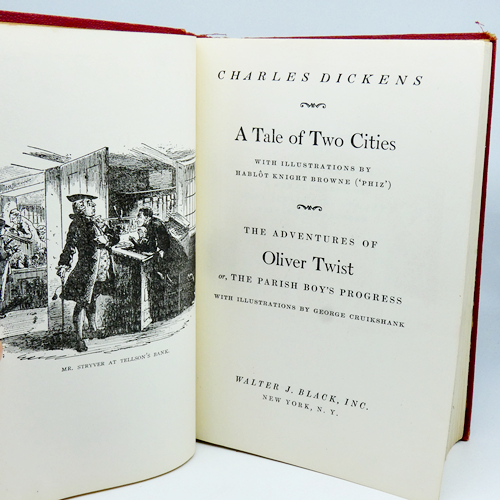 MR. STRYVER AT TELLSON'S BANK.
CHARLES DICKENS
A Tale of Two Cities
WITH ILLUSTRATIONS BY
HABLÔT KNIGHT BROWNE ('PHIZ')
THE ADVENTURES OF
Oliver Twist
or, THE PARISH BOY'S PROGRESS
WITH ILLUSTRATIONS BY GEORGE CRUIKSHANK
WALTER J. BLACK, INC.
NEW YORK, N. Y.